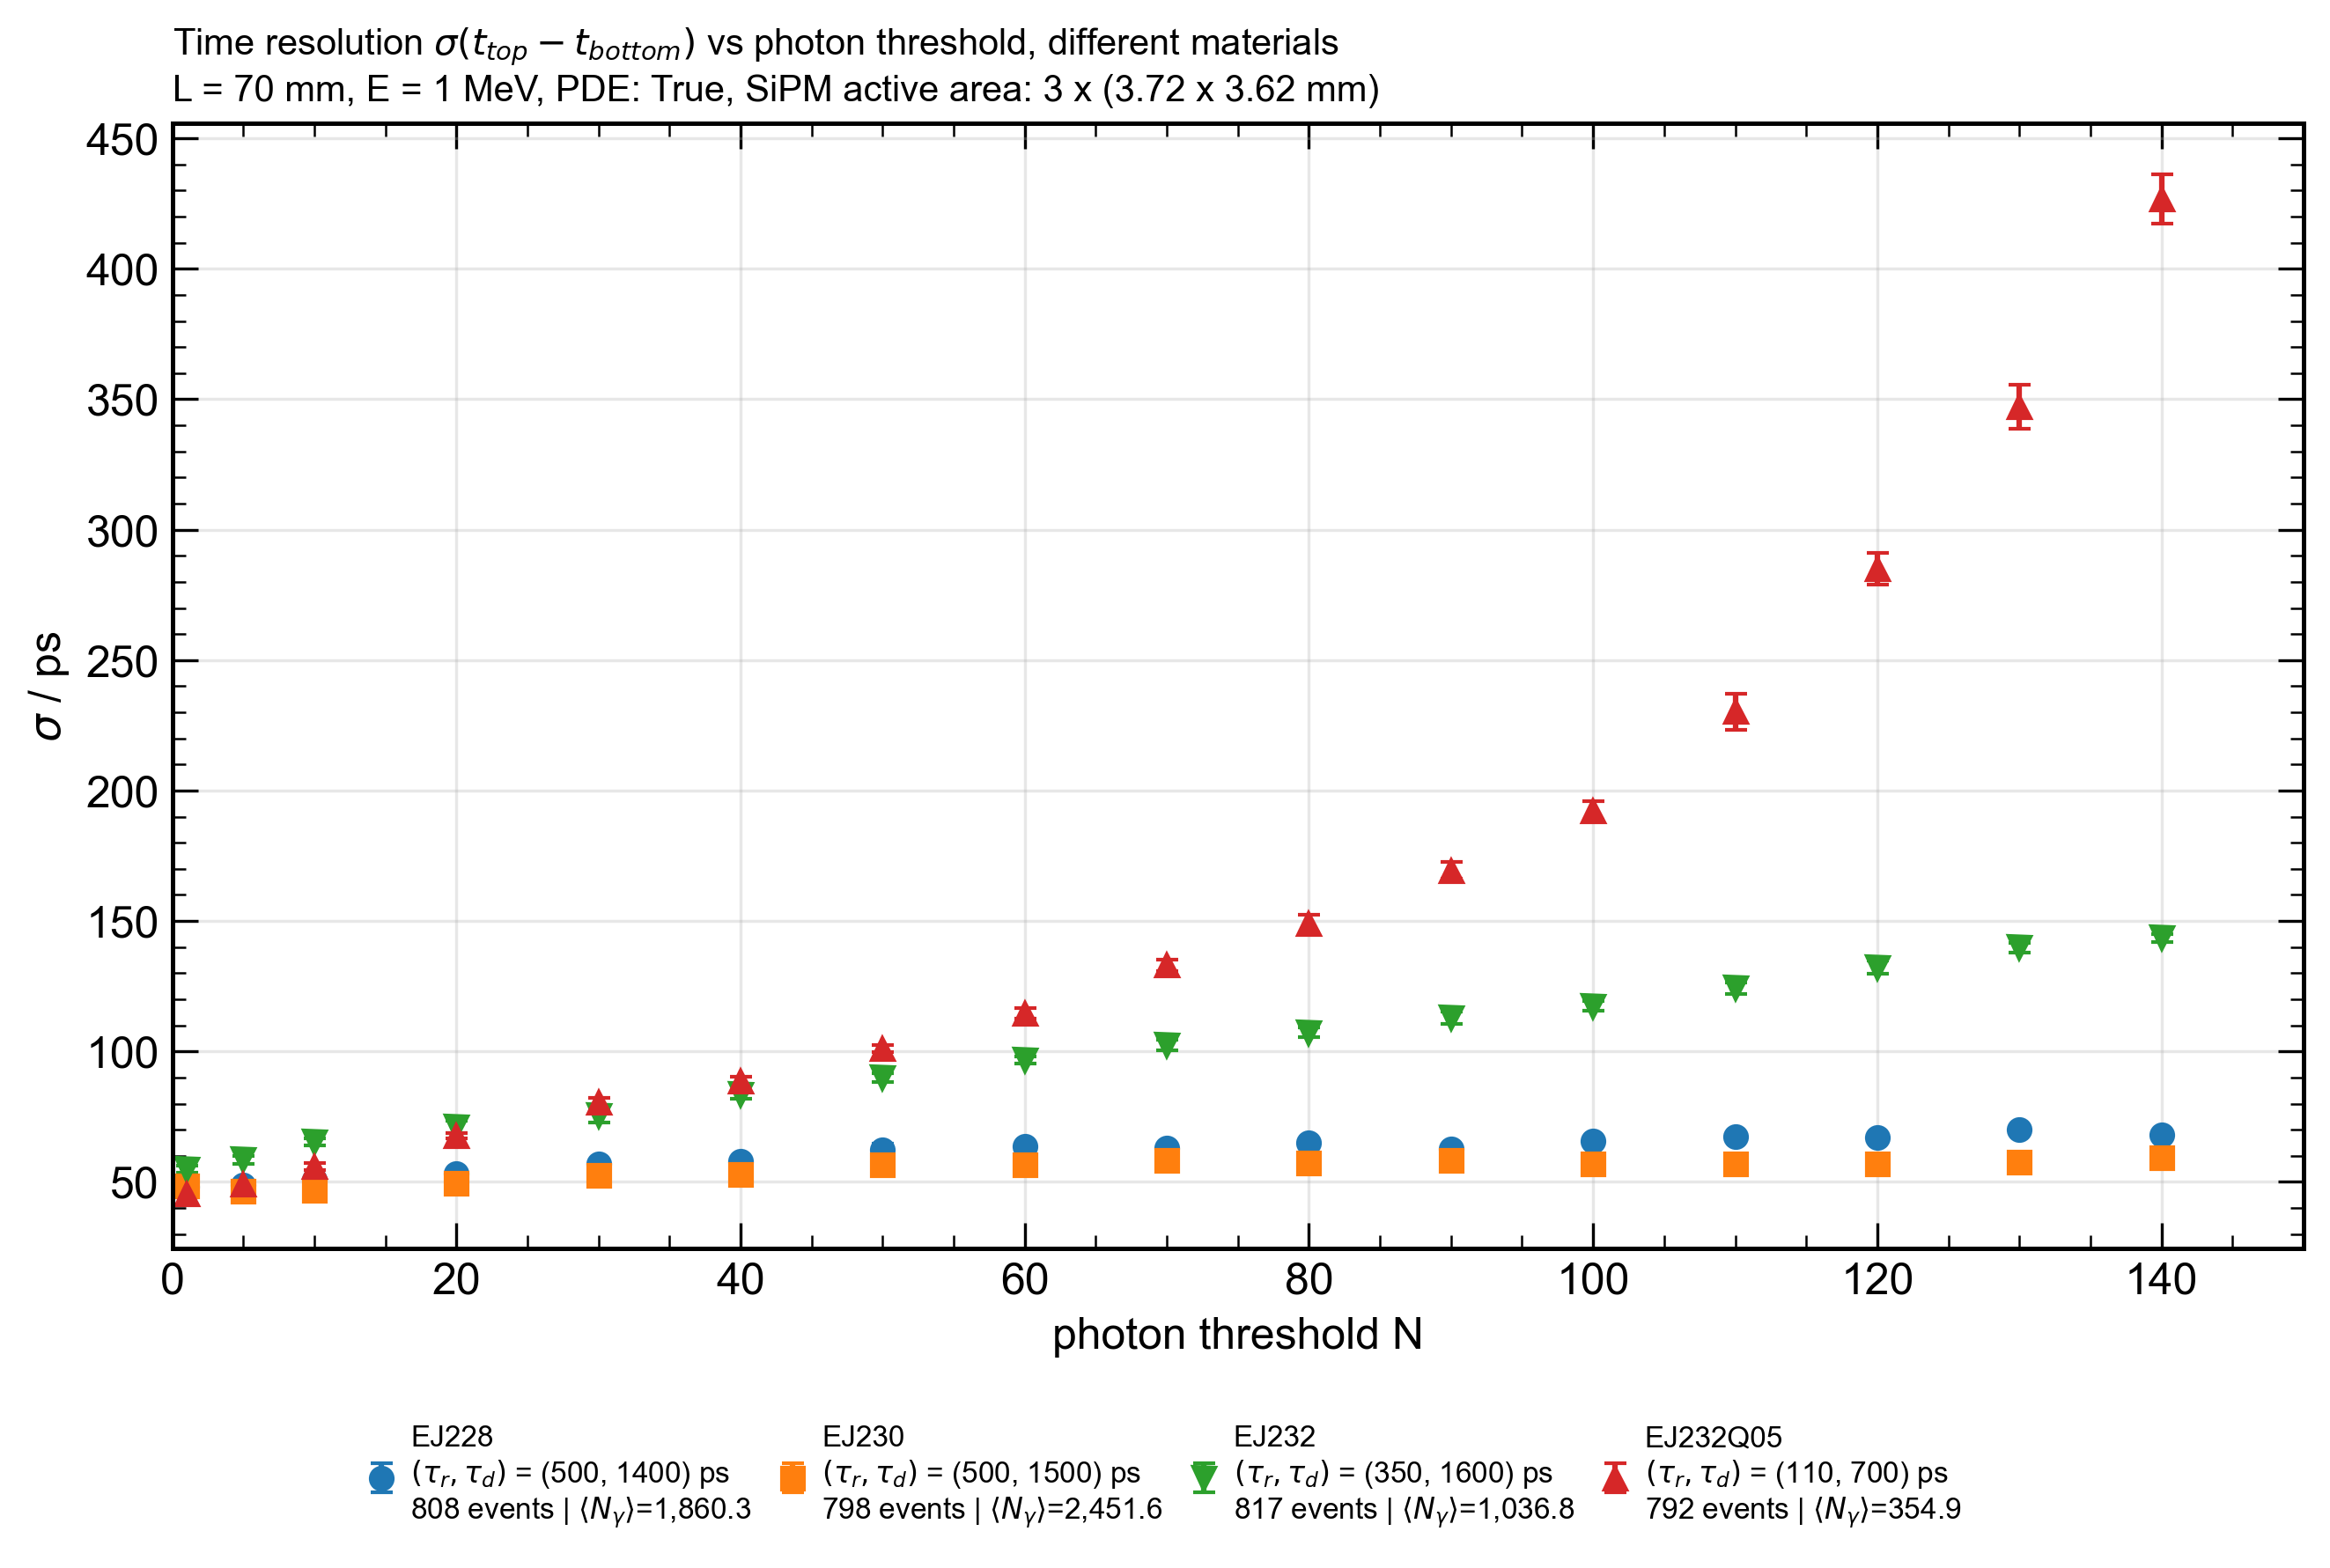 Time resolution σ(t_top − t_bottom) vs photon threshold, different materials
L = 70 mm, E = 1 MeV, PDE: True, SiPM active area: 3 x (3.72 x 3.62 mm)
450
400
350
300
250
200
150
100
50
σ / ps
0 20 40 60 80 100 120 140
photon threshold N
EJ228
(τ_r, τ_d) = (500, 1400) ps
808 events | ⟨N_γ⟩=1,860.3
EJ230
(τ_r, τ_d) = (500, 1500) ps
798 events | ⟨N_γ⟩=2,451.6
EJ232
(τ_r, τ_d) = (350, 1600) ps
817 events | ⟨N_γ⟩=1,036.8
EJ232Q05
(τ_r, τ_d) = (110, 700) ps
792 events | ⟨N_γ⟩=354.9